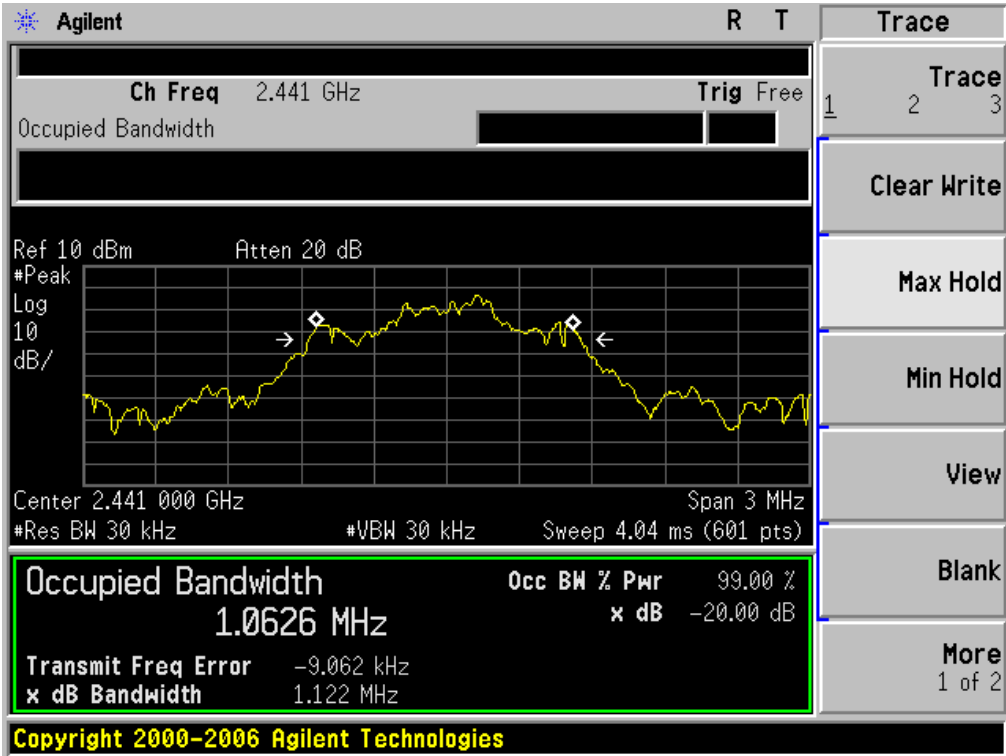 Agilent R T Trace
Ch Freq 2.441 GHz Trig Free
Occupied Bandwidth
Trace
1 2 3
Clear Write
Ref 10 dBm Atten 20 dB
#Peak
Log
10
dB/
Max Hold
Min Hold
View
Center 2.441 000 GHz Span 3 MHz
#Res BW 30 kHz #VBW 30 kHz Sweep 4.04 ms (601 pts)
Occupied Bandwidth Occ BW % Pwr 99.00 %
1.0626 MHz x dB -20.00 dB
Blank
Transmit Freq Error -9.062 kHz
x dB Bandwidth 1.122 MHz
More
1 of 2
Copyright 2000-2006 Agilent Technologies